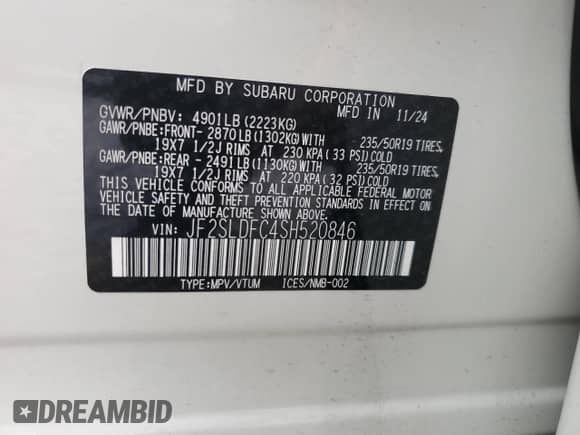 MFD BY SUBARU CORPORATION
MFD IN 11/24
GVWR/PNBV: 4901LB(2223KG)
GAWR/PNBE:FRONT- 2870LB(1302KG)WITH 235/50R19 TIRES,
19X7 1/2J RIMS AT 230 KPA(33 PSI)COLD
GAWR/PNBE:REAR - 2491LB(1130KG)WITH 235/50R19 TIRES,
19X7 1/2J RIMS AT 220 KPA(32 PSI)COLD
THIS VEHICLE CONFORMS TO ALL APPLICABLE FEDERAL MOTOR
VEHICLE SAFETY AND THEFT PREVENTION STANDARDS IN EFFECT ON
THE DATE OF MANUFACTURE SHOWN ABOVE.
VIN: JF2SLDFC4SH520846
TYPE:MPV/VTUM ICES/NMB-002
DREAMBID